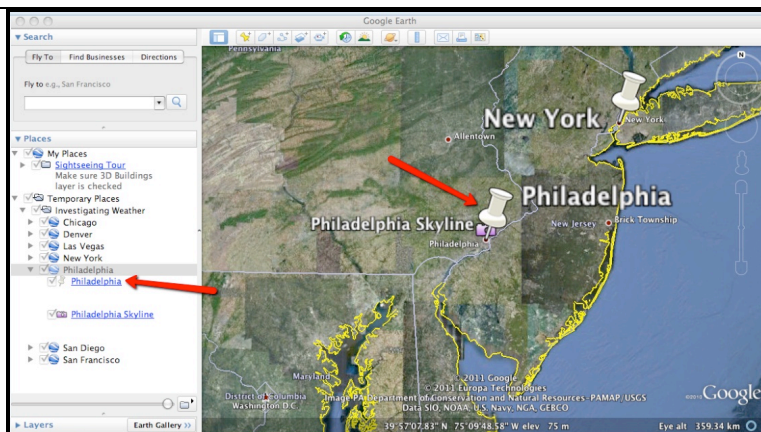 Google Earth
Search
Fly To Find Businesses Directions
Fly to e.g., San Francisco
Places
My Places
Sightseeing Tour
Make sure 3D Buildings
layer is checked
Temporary Places
Investigating Weather
Chicago
Denver
Las Vegas
New York
Philadelphia
Philadelphia
Philadelphia Skyline
San Diego
San Francisco
Layers
Earth Gallery >>
Pennsylvania
New York
New York
Allentown
Philadelphia
Philadelphia Skyline
New Jersey
Brick Township
Philadelphia
Maryland
District of Columbia
Washington D.C.
© 2011 Google
© 2011 Europa Technologies
Image PA Department of Conservation and Natural Resources-PAMAP/USGS
Data SIO, NOAA, U.S. Navy, NGA, GEBCO
Google
39°57'07.83" N 75°09'48.58" W elev 75 m
Eye alt 359.34 km
N